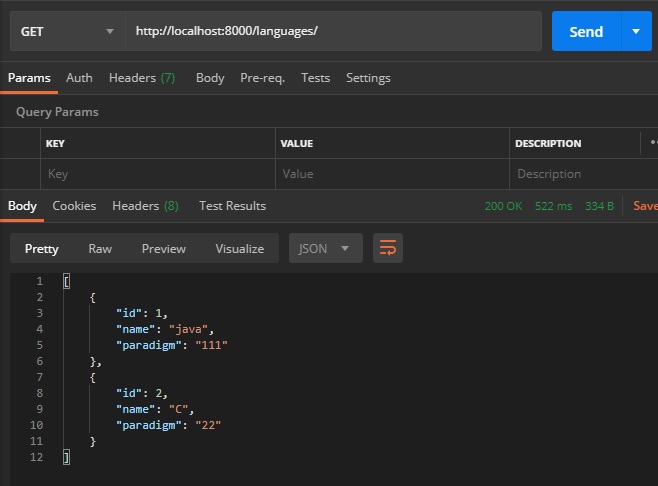 GET http://localhost:8000/languages/ Send
Params Auth Headers (7) Body Pre-req. Tests Settings
Query Params
KEY VALUE DESCRIPTION
Key Value Description
Body Cookies Headers (8) Test Results 200 OK 522 ms 334 B Save
Pretty Raw Preview Visualize JSON
1 [
2 {
3 "id": 1,
4 "name": "java",
5 "paradigm": "111"
6 },
7 {
8 "id": 2,
9 "name": "C",
10 "paradigm": "22"
11 }
12 ]